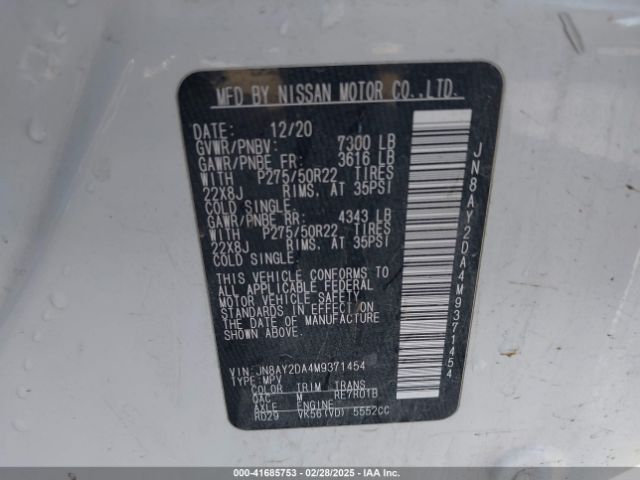 MFD BY NISSAN MOTOR CO.,LTD.
DATE: 12/20
GVWR/PNBV: 7300 LB
GAWR/PNBE FR: 3616 LB
WITH P275/50R22 TIRES
22X8J RIMS, AT 35PSI
COLD SINGLE
GAWR/PNBE RR: 4343 LB
WITH P275/50R22 TIRES
22X8J RIMS, AT 35PSI
COLD SINGLE
THIS VEHICLE CONFORMS TO
ALL APPLICABLE FEDERAL
MOTOR VEHICLE SAFETY
STANDARDS IN EFFECT ON
THE DATE OF MANUFACTURE
SHOWN ABOVE.
VIN: JN8AY2DA4M9371454
TYPE: MPV
COLOR TRIM TRANS
QAC M RE7R01B
AXLE ENGINE
R029 VK56(VD) 5552CC
JN8AY2DA4M9371454
000-41685753 - 02/28/2025 - IAA Inc.